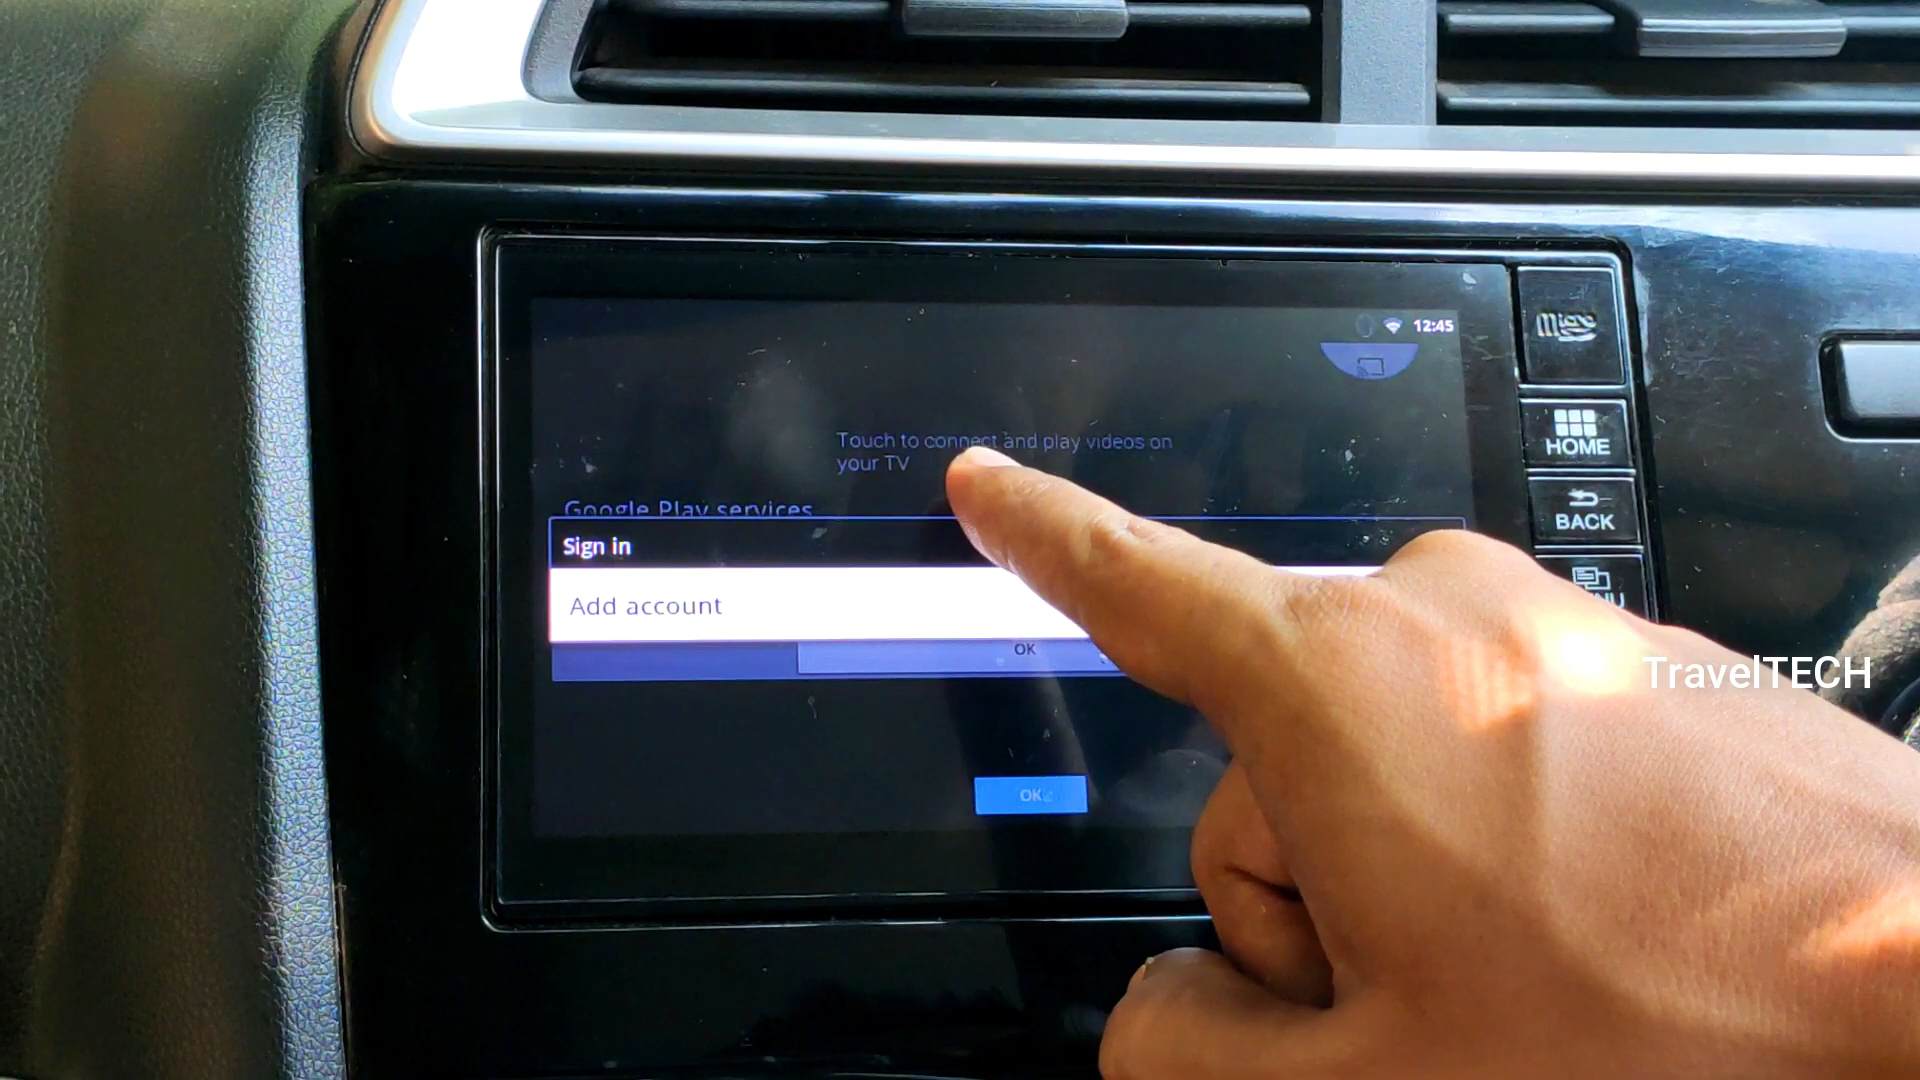 12:45
Touch to connect and play videos on
your TV
Google Play services
Sign in
Add account
OK
OK
Micro
HOME
BACK
TravelTECH